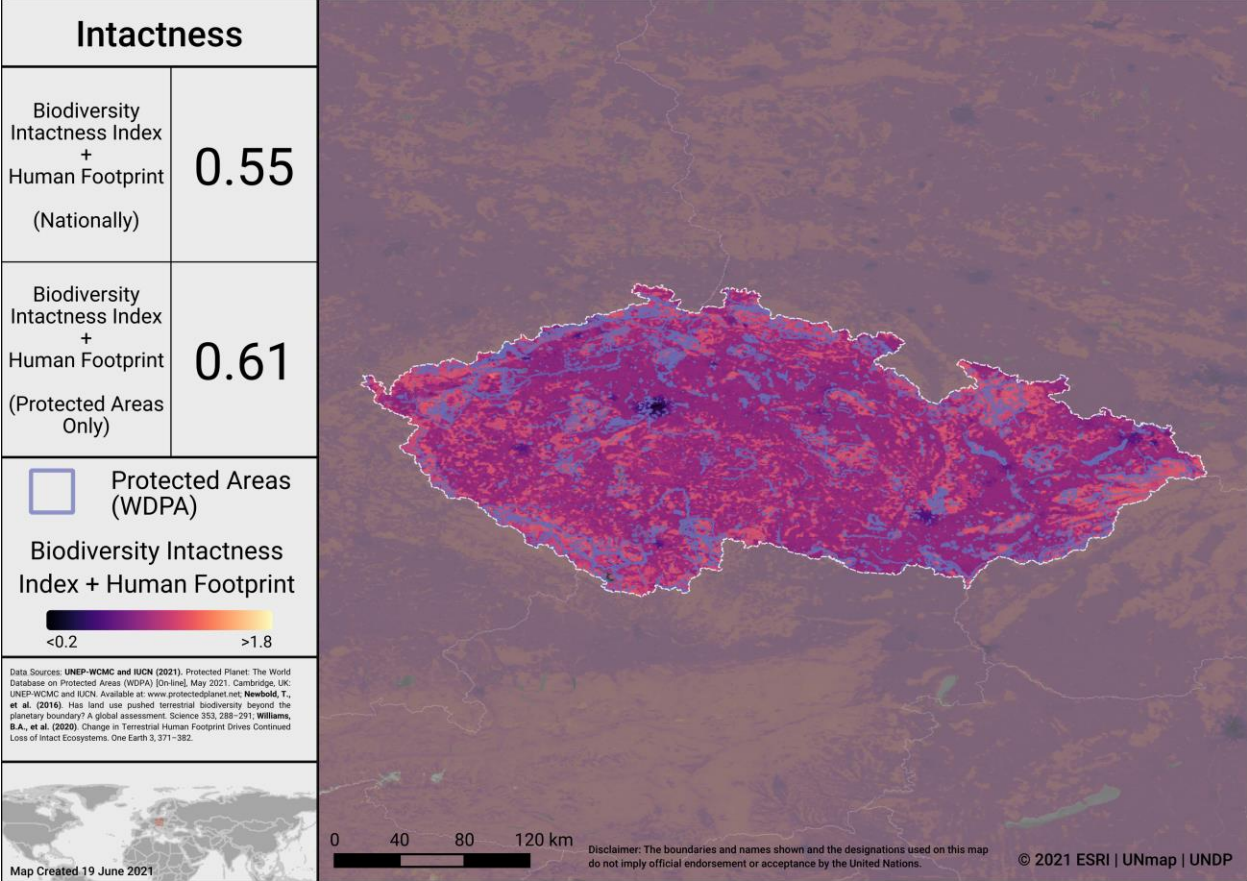 Intactness
Biodiversity
Intactness Index
+
Human Footprint
(Nationally)
0.55
Biodiversity
Intactness Index
+
Human Footprint
(Protected Areas
Only)
0.61
Protected Areas
(WDPA)
Biodiversity Intactness
Index + Human Footprint
<0.2
>1.8
Data Sources: UNEP-WCMC and IUCN (2021). Protected Planet: The World
Database on Protected Areas (WDPA) [On-line], May 2021. Cambridge, UK:
UNEP-WCMC and IUCN. Available at: www.protectedplanet.net; Newbold, T.,
et al. (2016). Has land use pushed terrestrial biodiversity beyond the
planetary boundary? A global assessment. Science 353, 288–291; Williams,
B.A., et al. (2020). Change in Terrestrial Human Footprint Drives Continued
Loss of Intact Ecosystems. One Earth 3, 371–382.
Map Created 19 June 2021
0 40 80 120 km
Disclaimer: The boundaries and names shown and the designations used on this map
do not imply official endorsement or acceptance by the United Nations.
© 2021 ESRI | UNmap | UNDP